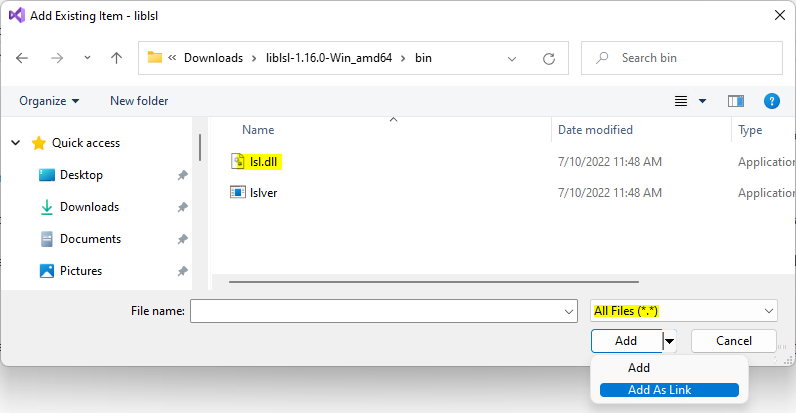 Add Existing Item - liblsl
« Downloads › liblsl-1.16.0-Win_amd64 › bin
Search bin
Organize
New folder
Name
Date modified
Type
Quick access
Desktop
Downloads
Documents
Pictures
lsl.dll 7/10/2022 11:48 AM Application
lslver 7/10/2022 11:48 AM Application
File name:
All Files (*.*)
Add
Cancel
Add
Add As Link